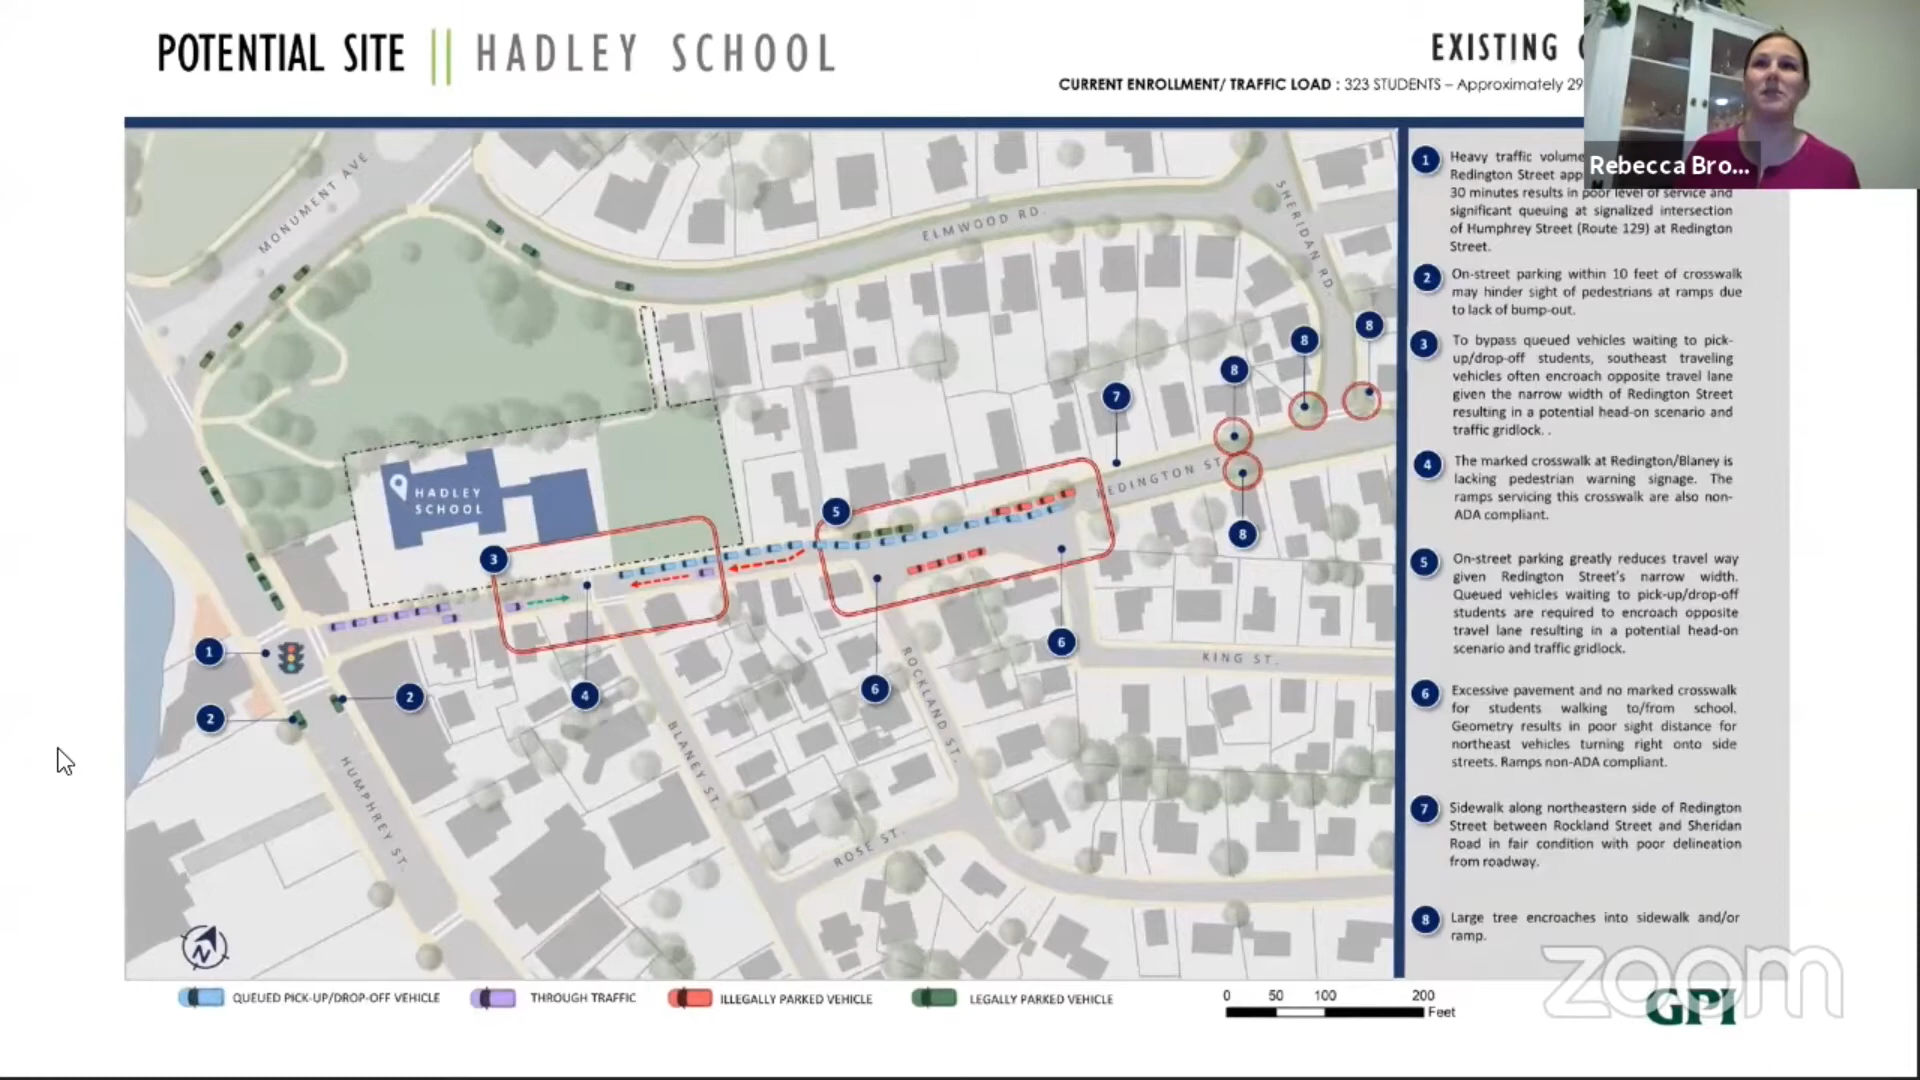 POTENTIAL SITE || HADLEY SCHOOL
EXISTING
CURRENT ENROLLMENT/ TRAFFIC LOAD : 323 STUDENTS – Approximately 29
Rebecca Bro...
MONUMENT AVE
ELMWOOD RD.
SHERIDAN RD.
REDINGTON ST
KING ST.
ROCKLAND ST.
BLANEY ST.
ROSE ST.
HUMPHREY ST.
HADLEY
SCHOOL
N
1
2
2
3
4
5
6
6
7
8
8
8
8
1 Heavy traffic volume
Redington Street app
30 minutes results in poor level of service and
significant queuing at signalized intersection
of Humphrey Street (Route 129) at Redington
Street.
2 On-street parking within 10 feet of crosswalk
may hinder sight of pedestrians at ramps due
to lack of bump-out.
3 To bypass queued vehicles waiting to pick-
up/drop-off students, southeast traveling
vehicles often encroach opposite travel lane
given the narrow width of Redington Street
resulting in a potential head-on scenario and
traffic gridlock. .
4 The marked crosswalk at Redington/Blaney is
lacking pedestrian warning signage. The
ramps servicing this crosswalk are also non-
ADA compliant.
5 On-street parking greatly reduces travel way
given Redington Street's narrow width.
Queued vehicles waiting to pick-up/drop-off
students are required to encroach opposite
travel lane resulting in a potential head-on
scenario and traffic gridlock.
6 Excessive pavement and no marked crosswalk
for students walking to/from school.
Geometry results in poor sight distance for
northeast vehicles turning right onto side
streets. Ramps non-ADA compliant.
7 Sidewalk along northeastern side of Redington
Street between Rockland Street and Sheridan
Road in fair condition with poor delineation
from roadway.
8 Large tree encroaches into sidewalk and/or
ramp.
QUEUED PICK-UP/DROP-OFF VEHICLE
THROUGH TRAFFIC
ILLEGALLY PARKED VEHICLE
LEGALLY PARKED VEHICLE
0 50 100 200
Feet
zoom
GPI